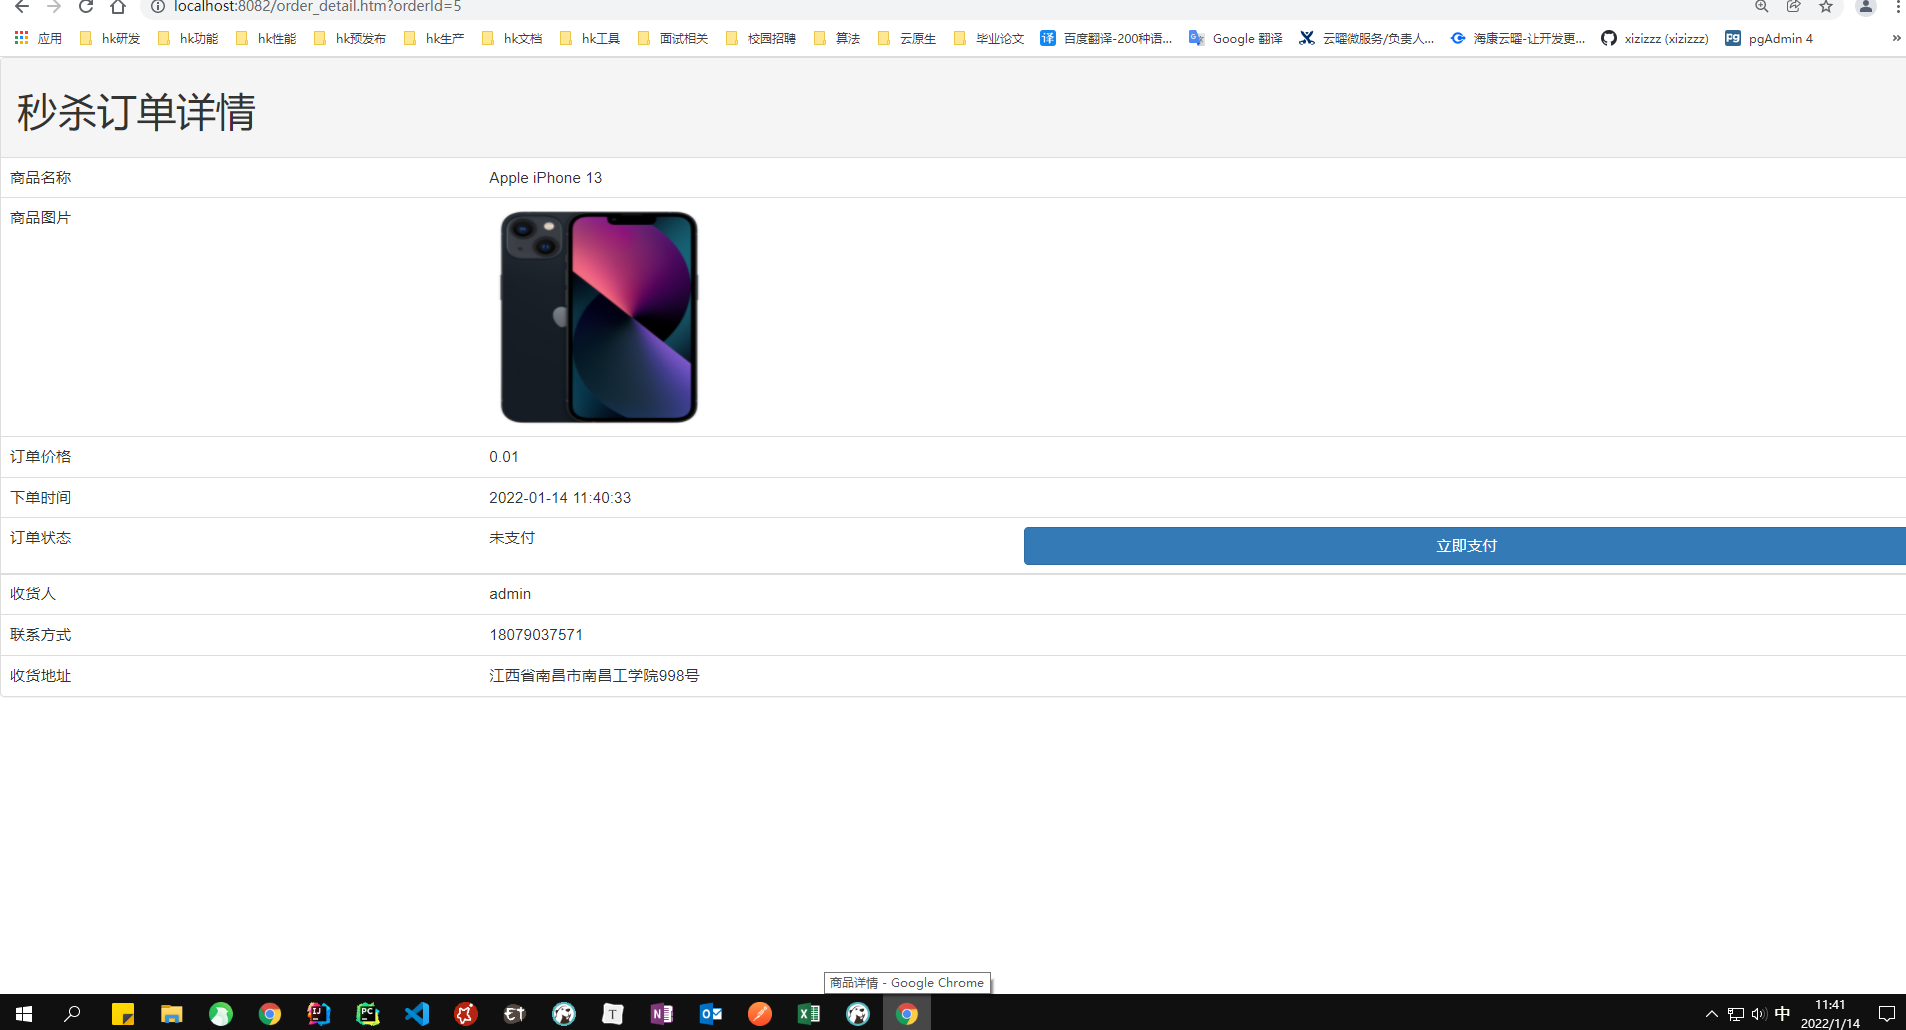 localhost:8082/order_detail.htm?orderId=5
应用 hk研发 hk功能 hk性能 hk预发布 hk生产 hk文档 hk工具 面试相关 校园招聘 算法 云原生 毕业论文 译 百度翻译-200种语... Google 翻译 云曜微服务/负责人... 海康云曜-让开发更... xizizzz (xizizzz) pgAdmin 4 »
秒杀订单详情
商品名称 Apple iPhone 13
商品图片
订单价格 0.01
下单时间 2022-01-14 11:40:33
订单状态 未支付 立即支付
收货人 admin
联系方式 18079037571
收货地址 江西省南昌市南昌工学院998号
商品详情 - Google Chrome
中 11:41
2022/1/14